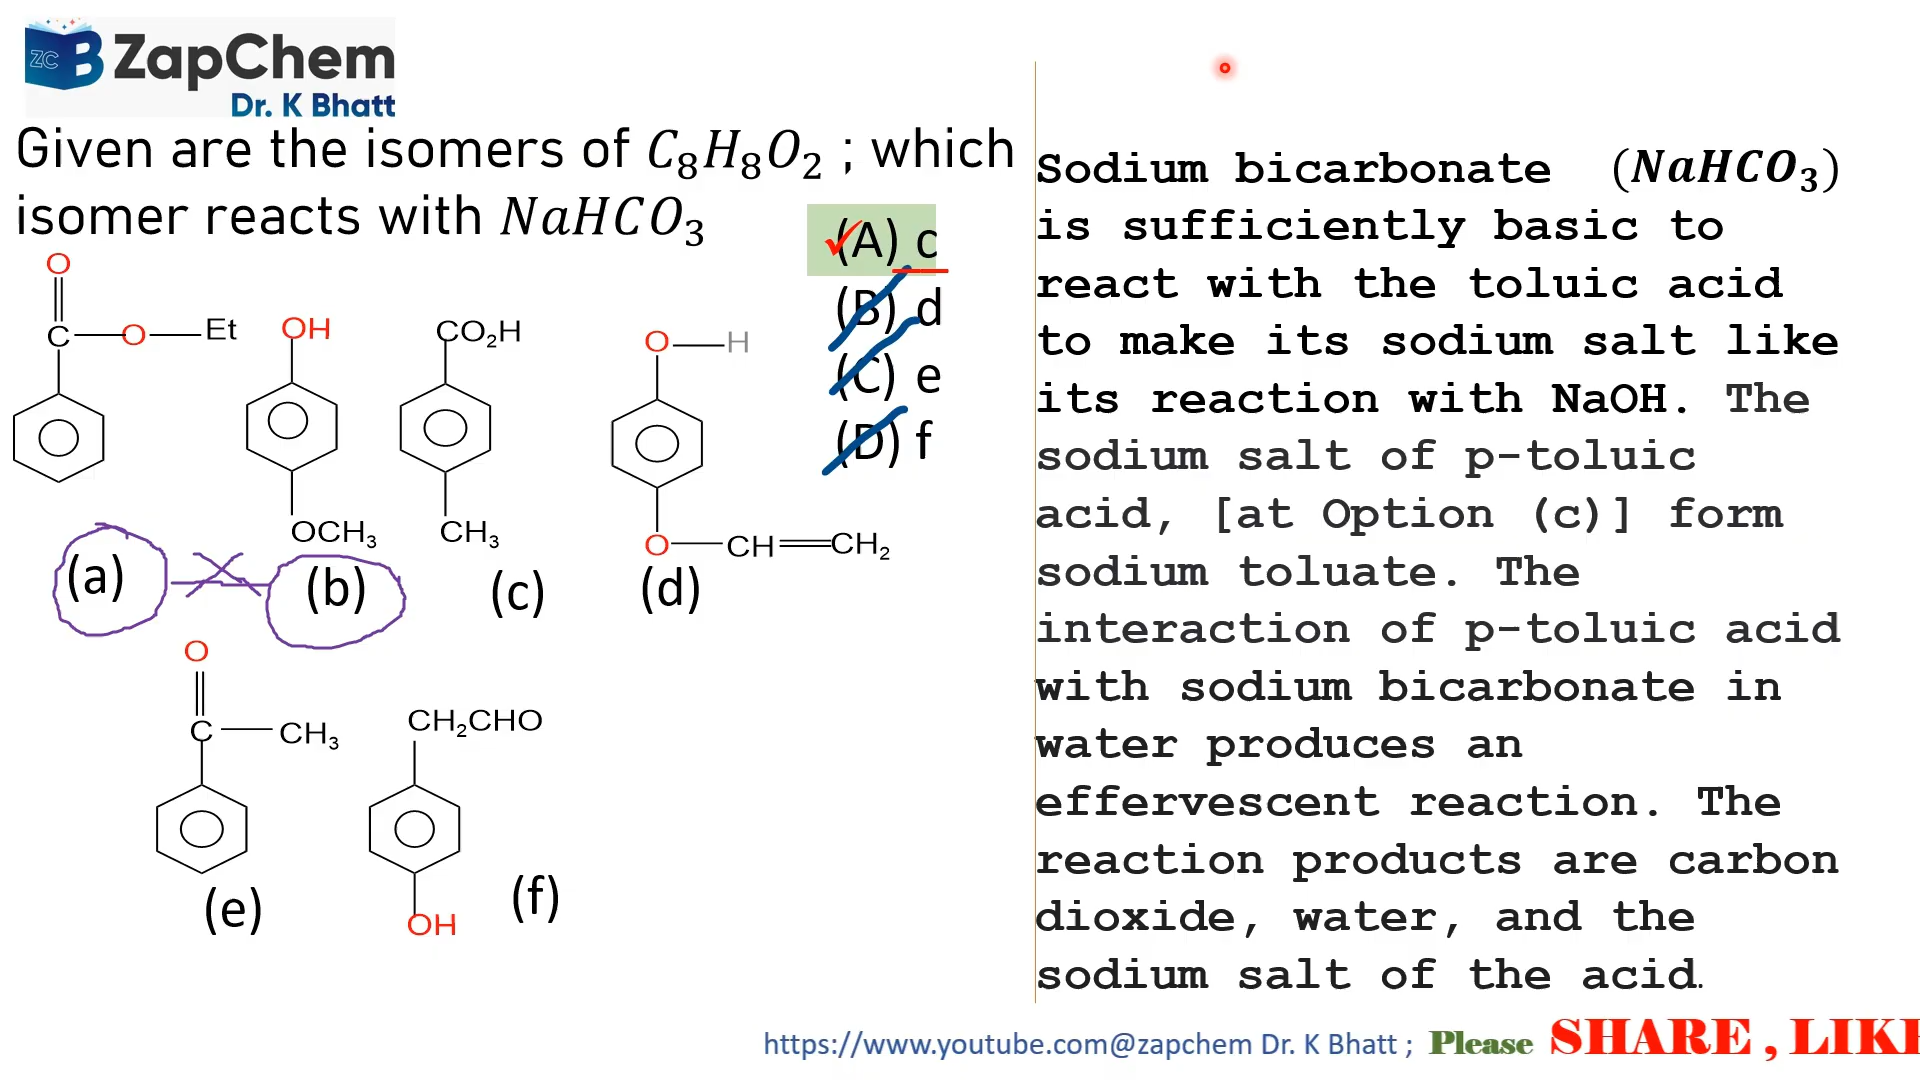 ZC B ZapChem
Dr. K Bhatt
Given are the isomers of C₈H₈O₂ ; which
isomer reacts with NaHCO₃
(A) c
(B) d
(C) e
(D) f
O
C O Et
OH
OCH₃
CO₂H
CH₃
O H
O CH CH₂
(a) (b) (c) (d)
O
C CH₃
CH₂CHO
OH
(e) (f)
Sodium bicarbonate (NaHCO₃)
is sufficiently basic to
react with the toluic acid
to make its sodium salt like
its reaction with NaOH. The
sodium salt of p-toluic
acid, [at Option (c)] form
sodium toluate. The
interaction of p-toluic acid
with sodium bicarbonate in
water produces an
effervescent reaction. The
reaction products are carbon
dioxide, water, and the
sodium salt of the acid.
https://www.youtube.com@zapchem Dr. K Bhatt ; Please SHARE , LIKE